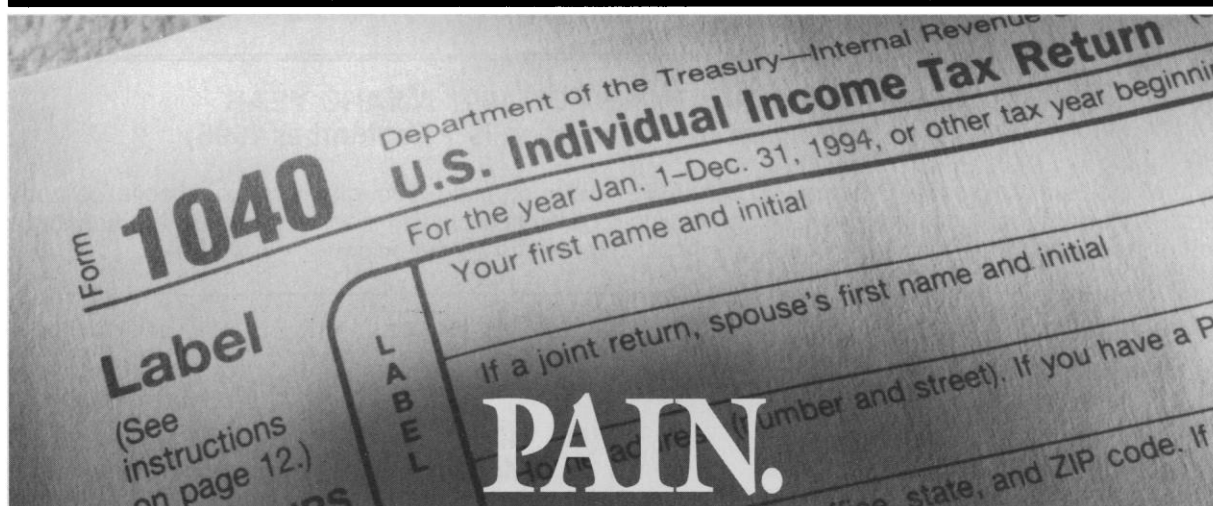 Department of the Treasury—Internal Revenue
Form 1040 U.S. Individual Income Tax Return
For the year Jan. 1–Dec. 31, 1994, or other tax year beginnin
Label
(See
instructions
on page 12.)
LABEL
Your first name and initial
If a joint return, spouse's first name and initial
(number and street). If you have a P
state, and ZIP code. If
PAIN.